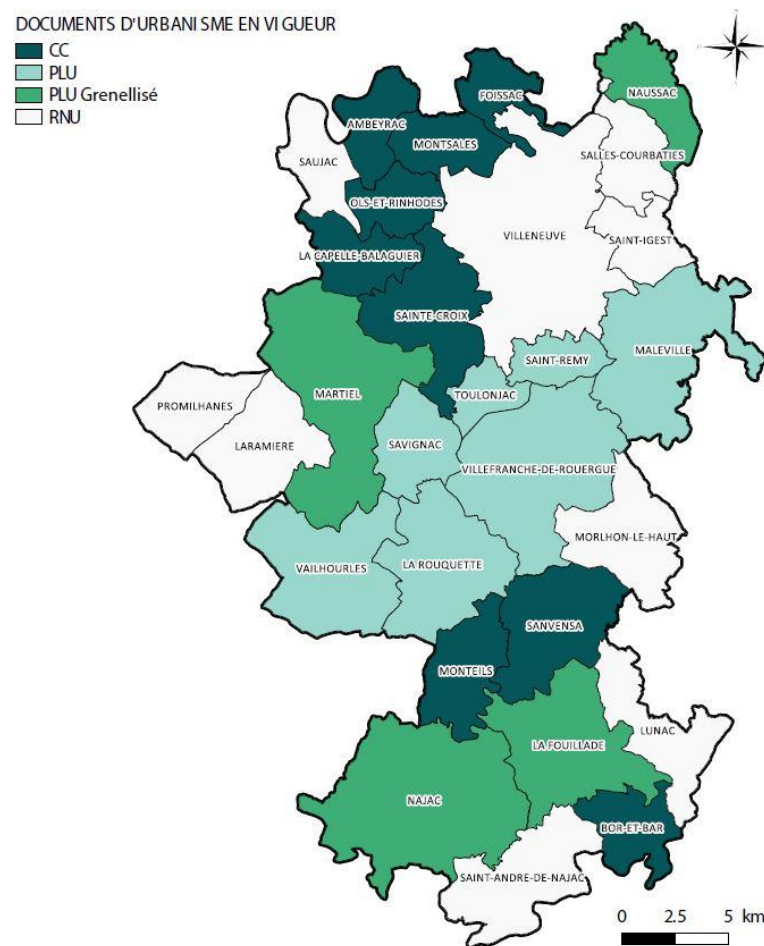 DOCUMENTS D'URBANI SME EN VI GUEUR
CC
PLU
PLU Grenellisé
RNU
NAUSSAC
FOISSAC
AMBEYRAC
MONTSALES
SALLES-COURBATIES
SAUJAC
OLS-ET-RINHODES
VILLENEUVE
SAINT-IGEST
LA CAPELLE-BALAGUIER
SAINTE-CROIX
SAINT-REMY
MALEVILLE
MARTIEL
TOULONJAC
PROMILHANES
LARAMIERE
SAVIGNAC
VILLEFRANCHE-DE-ROUERGUE
MORLHON-LE-HAUT
VAILHOURLES
LA ROUQUETTE
SANVENSA
MONTEILS
LUNAC
LA FOUILLADE
NAJAC
BOR-ET-BAR
SAINT-ANDRE-DE-NAJAC
0 2.5 5 km